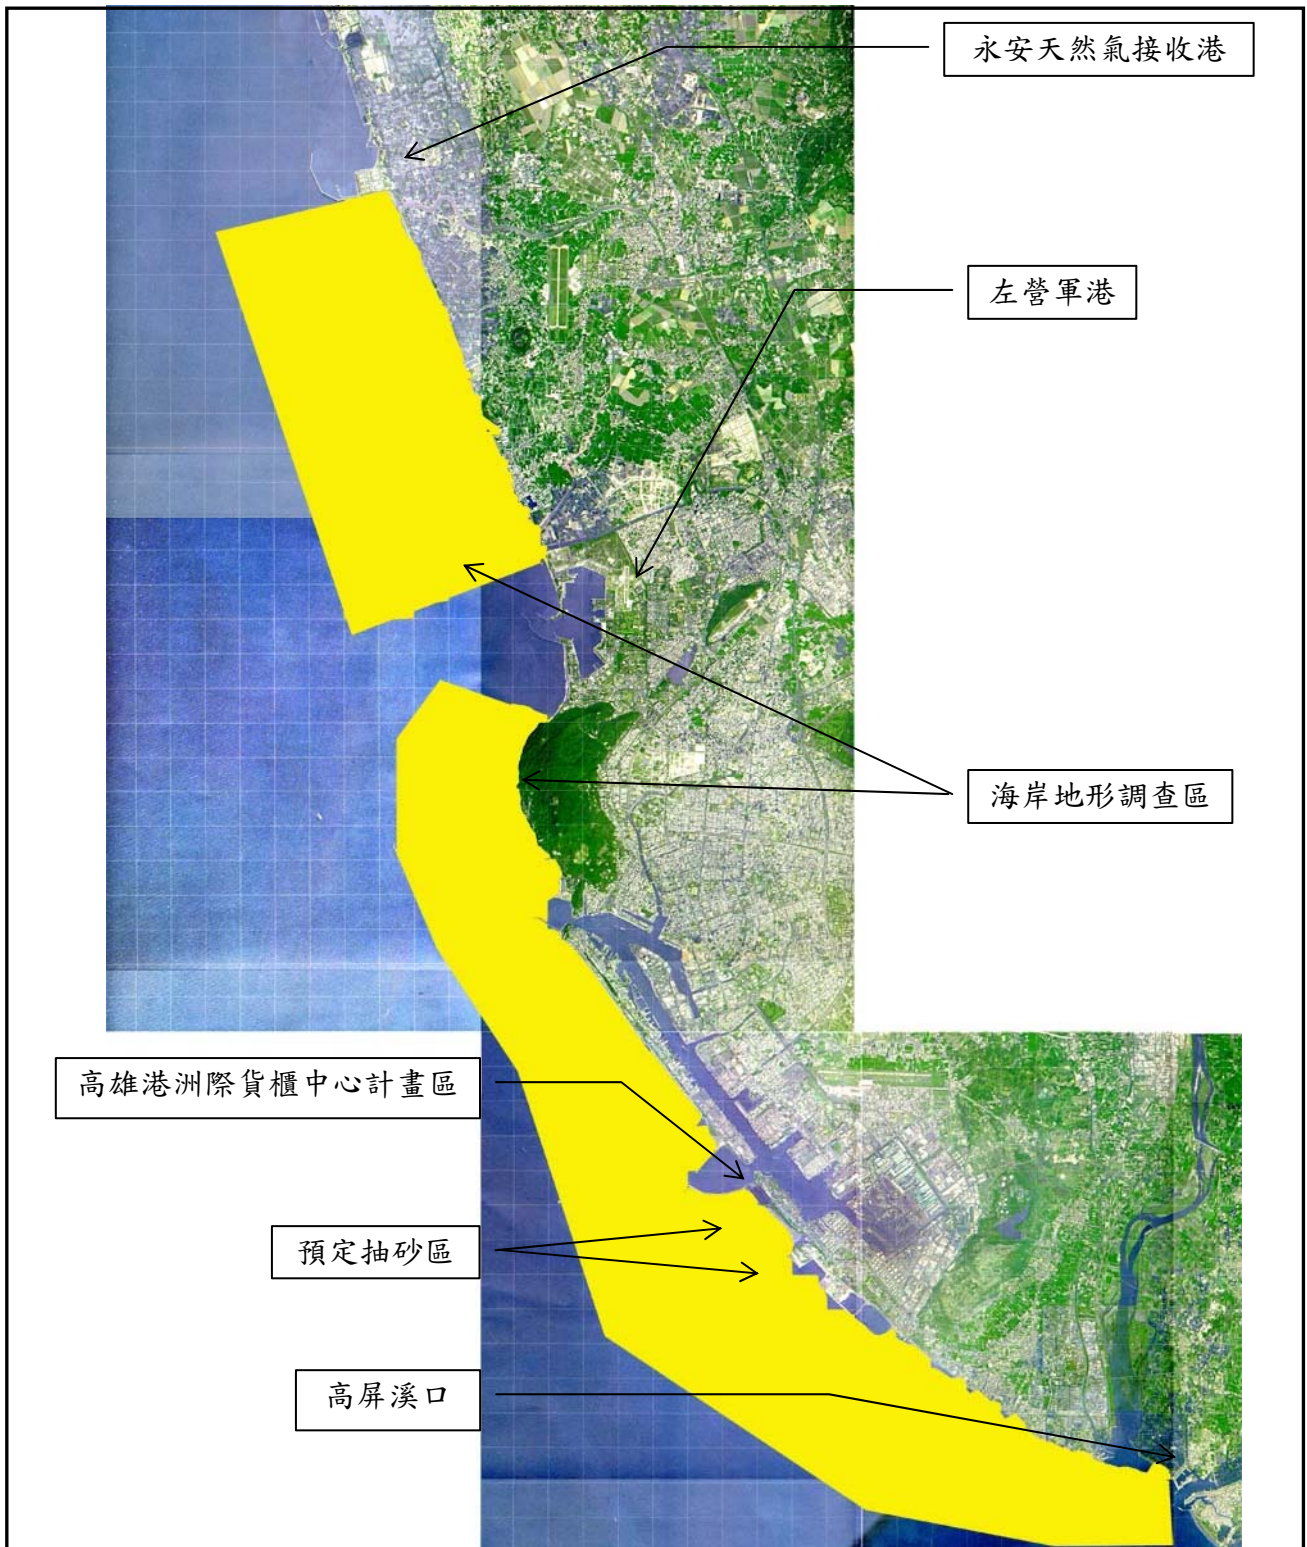 永安天然氣接收港
左營軍港
海岸地形調查區
高雄港洲際貨櫃中心計畫區
預定抽砂區
高屏溪口